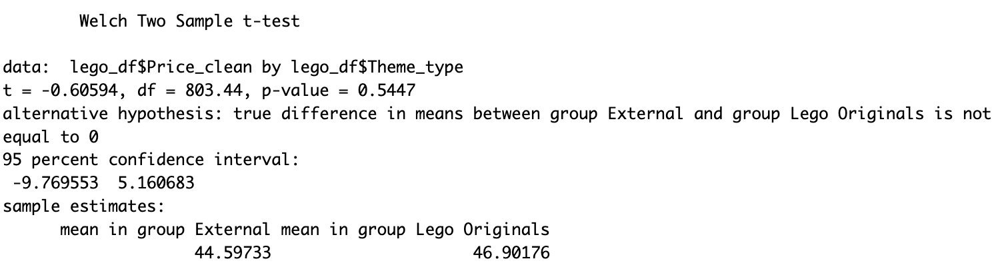 Welch Two Sample t-test
data:  lego_df$Price_clean by lego_df$Theme_type
t = -0.60594, df = 803.44, p-value = 0.5447
alternative hypothesis: true difference in means between group External and group Lego Originals is not
equal to 0
95 percent confidence interval:
 -9.769553  5.160683
sample estimates:
mean in group External mean in group Lego Originals
44.59733                     46.90176